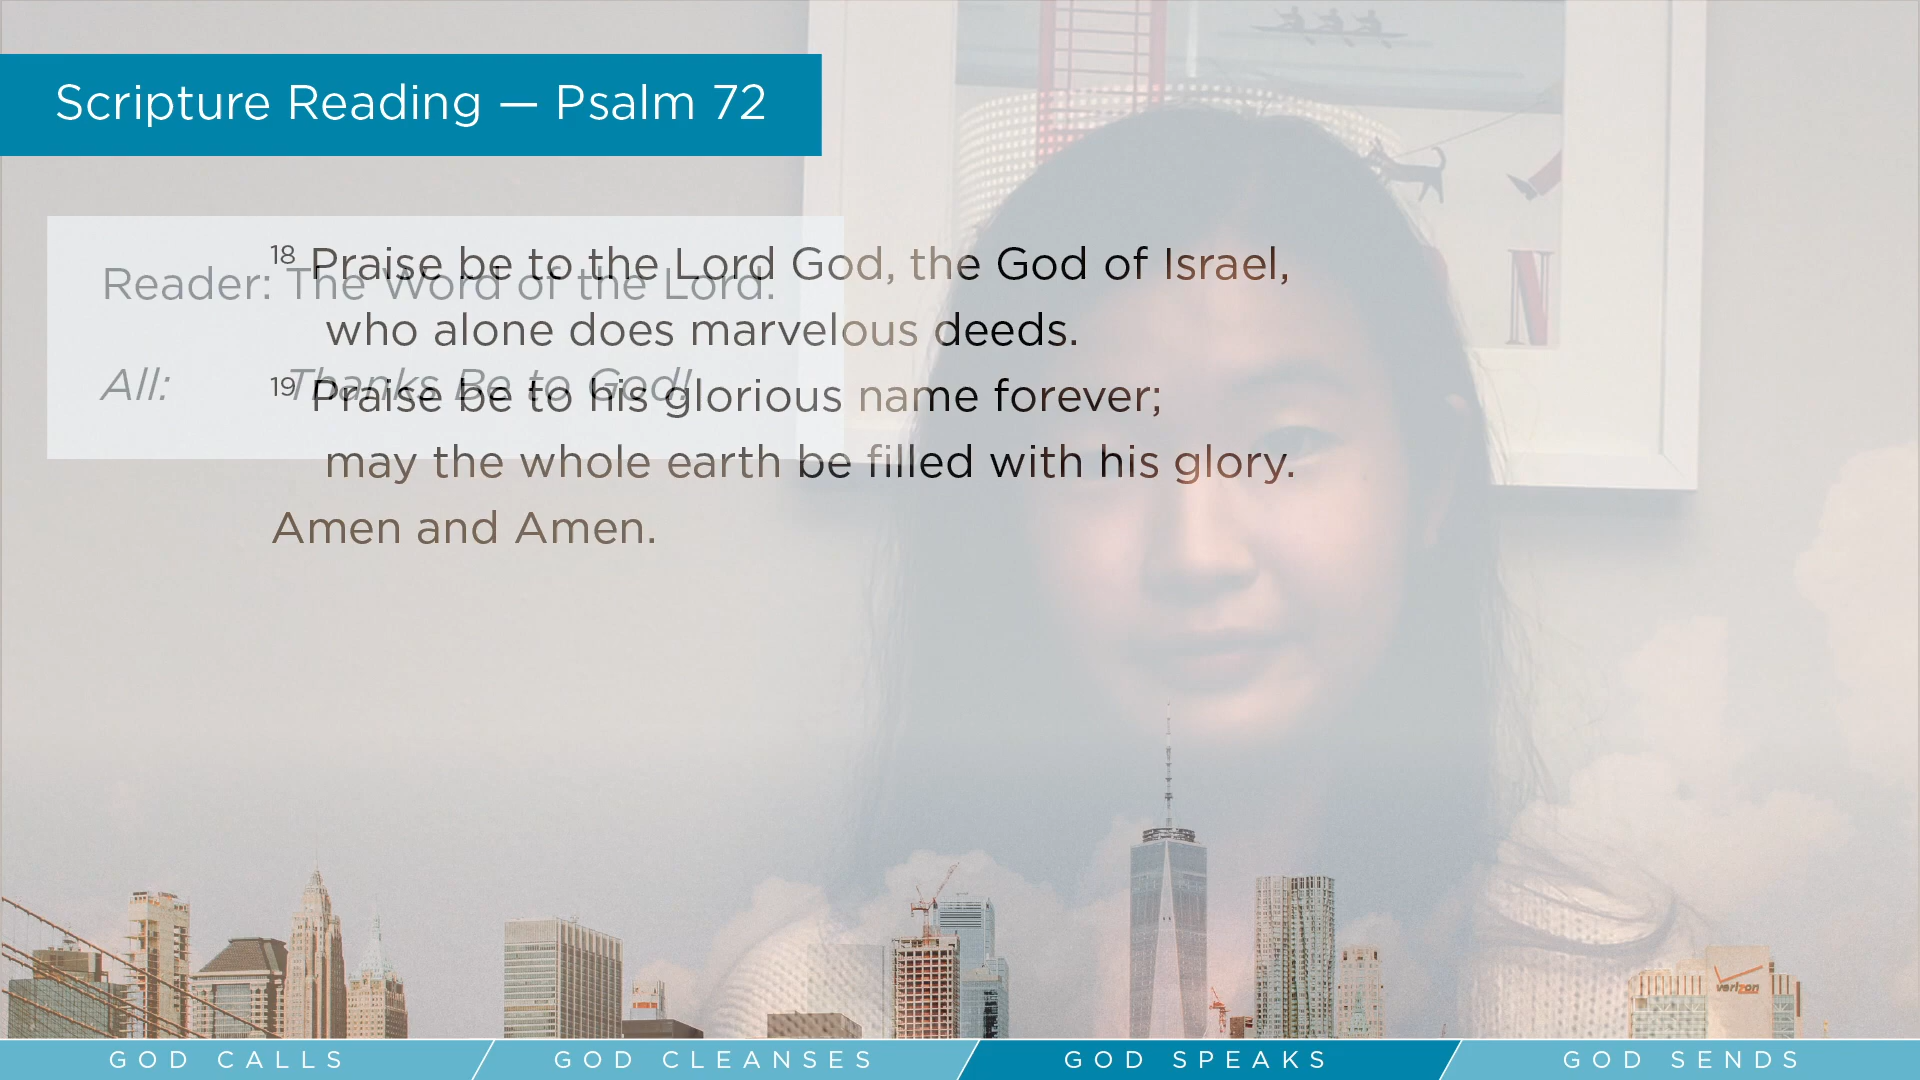 Scripture Reading — Psalm 72
18 Praise be to the Lord God, the God of Israel,
who alone does marvelous deeds.
19 Praise be to his glorious name forever;
may the whole earth be filled with his glory.
Amen and Amen.
Reader: The Word of the Lord.
All: Thanks Be to God!
N
verizon
GOD CALLS
GOD CLEANSES
GOD SPEAKS
GOD SENDS